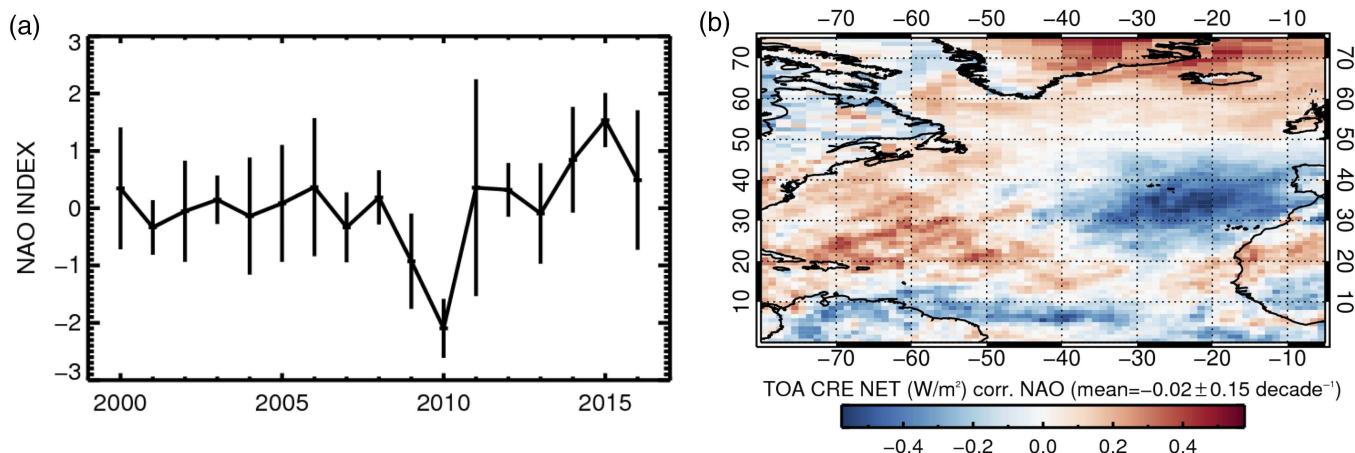 (a)
3
2
1
0
−1
−2
−3
NAO INDEX
2000 2005 2010 2015
(b)
−70 −60 −50 −40 −30 −20 −10
70 70
60 60
50 50
40 40
30 30
20 20
10 10
−70 −60 −50 −40 −30 −20 −10
TOA CRE NET (W/m²) corr. NAO (mean=−0.02±0.15 decade⁻¹)
−0.4 −0.2 0.0 0.2 0.4